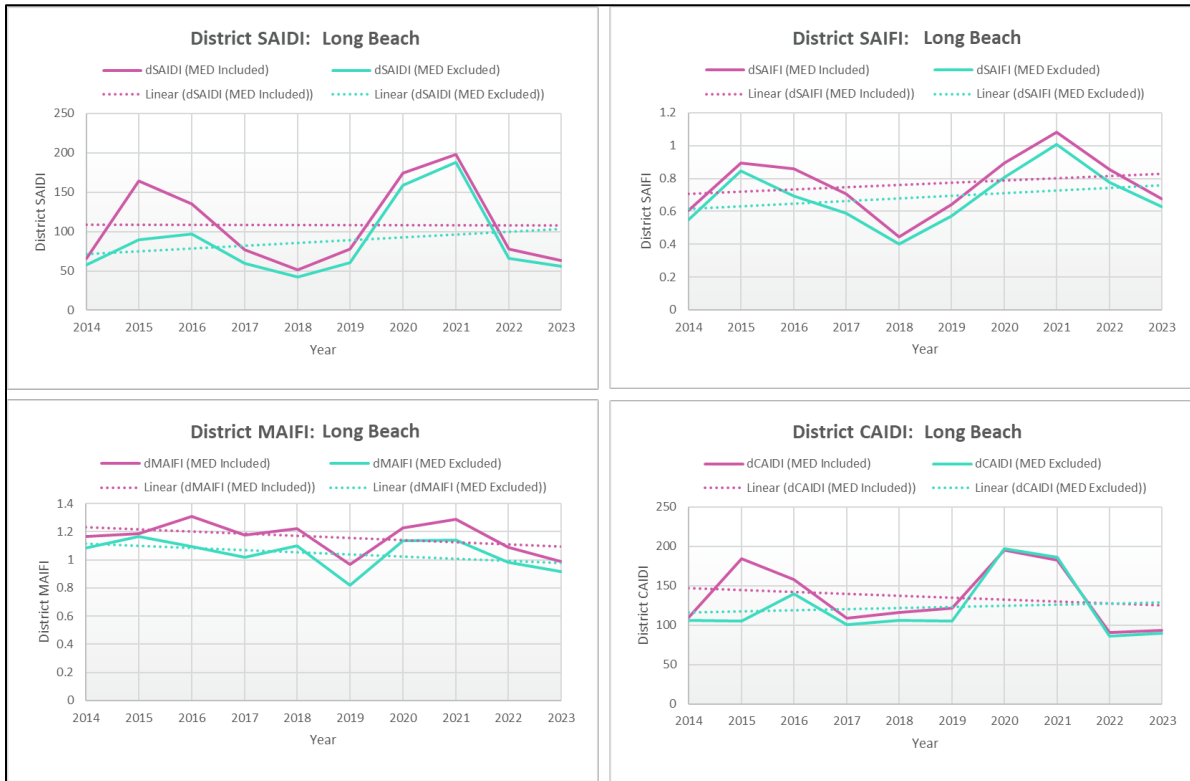 District SAIDI: Long Beach
dSAIDI (MED Included)
dSAIDI (MED Excluded)
Linear (dSAIDI (MED Included))
Linear (dSAIDI (MED Excluded))
250
200
150
100
50
0
District SAIDI
2014 2015 2016 2017 2018 2019 2020 2021 2022 2023
Year
District SAIFI: Long Beach
dSAIFI (MED Included)
dSAIFI (MED Excluded)
Linear (dSAIFI (MED Included))
Linear (dSAIFI (MED Excluded))
1.2
1
0.8
0.6
0.4
0.2
0
District SAIFI
2014 2015 2016 2017 2018 2019 2020 2021 2022 2023
Year
District MAIFI: Long Beach
dMAIFI (MED Included)
dMAIFI (MED Excluded)
Linear (dMAIFI (MED Included))
Linear (dMAIFI (MED Excluded))
1.4
1.2
1
0.8
0.6
0.4
0.2
0
District MAIFI
2014 2015 2016 2017 2018 2019 2020 2021 2022 2023
Year
District CAIDI: Long Beach
dCAIDI (MED Included)
dCAIDI (MED Excluded)
Linear (dCAIDI (MED Included))
Linear (dCAIDI (MED Excluded))
250
200
150
100
50
0
District CAIDI
2014 2015 2016 2017 2018 2019 2020 2021 2022 2023
Year